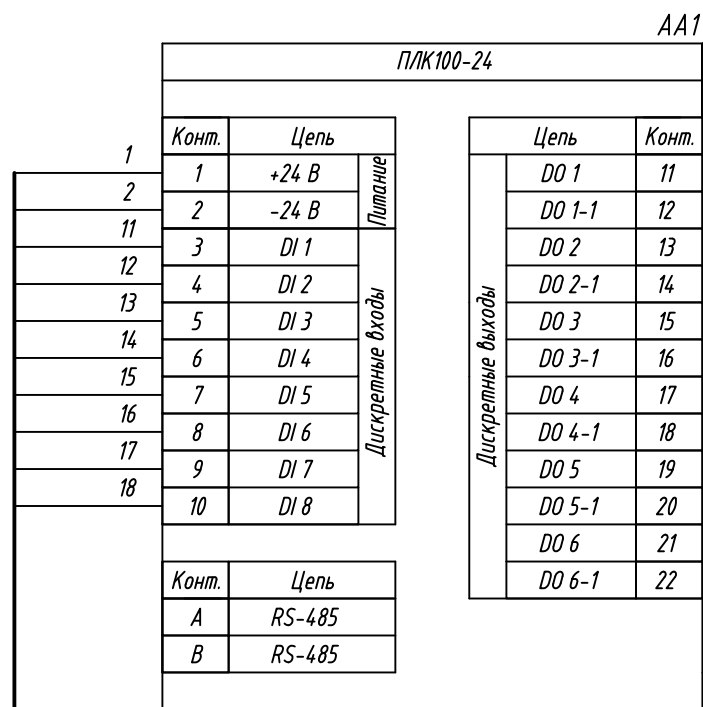 AA1
ПЛК100-24
Конт. Цепь
1 +24 В
2 -24 В
Питание
3 DI 1
4 DI 2
5 DI 3
6 DI 4
7 DI 5
8 DI 6
9 DI 7
10 DI 8
Дискретные входы
1
2
11
12
13
14
15
16
17
18
Конт. Цепь
A RS-485
B RS-485
Цепь Конт.
Дискретные выходы
DO 1 11
DO 1-1 12
DO 2 13
DO 2-1 14
DO 3 15
DO 3-1 16
DO 4 17
DO 4-1 18
DO 5 19
DO 5-1 20
DO 6 21
DO 6-1 22